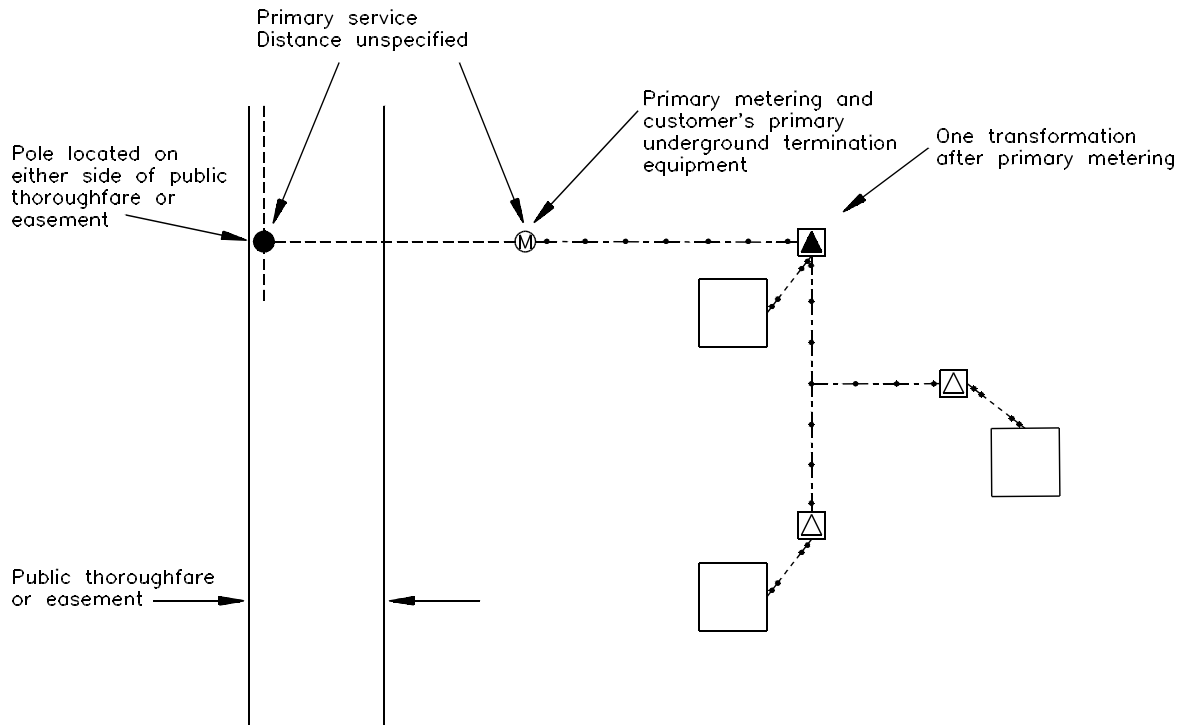 Primary service
Distance unspecified
Primary metering and
customer's primary
underground termination
equipment
One transformation
after primary metering
Pole located on
either side of public
thoroughfare or
easement
M
Public thoroughfare
or easement